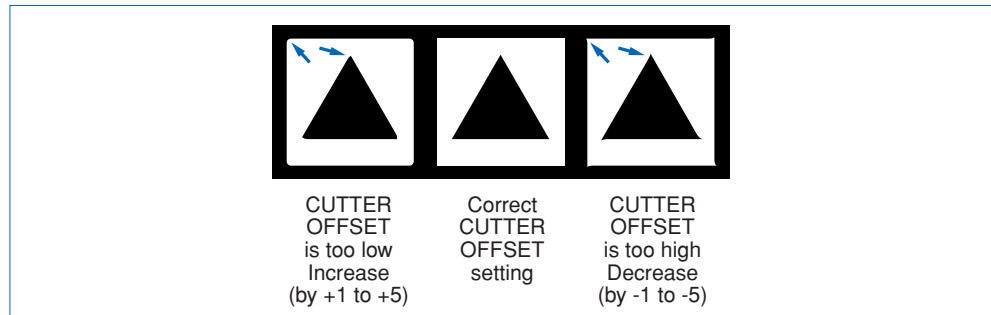 CUTTER
OFFSET
is too low
Increase
(by +1 to +5)
Correct
CUTTER
OFFSET
setting
CUTTER
OFFSET
is too high
Decrease
(by -1 to -5)